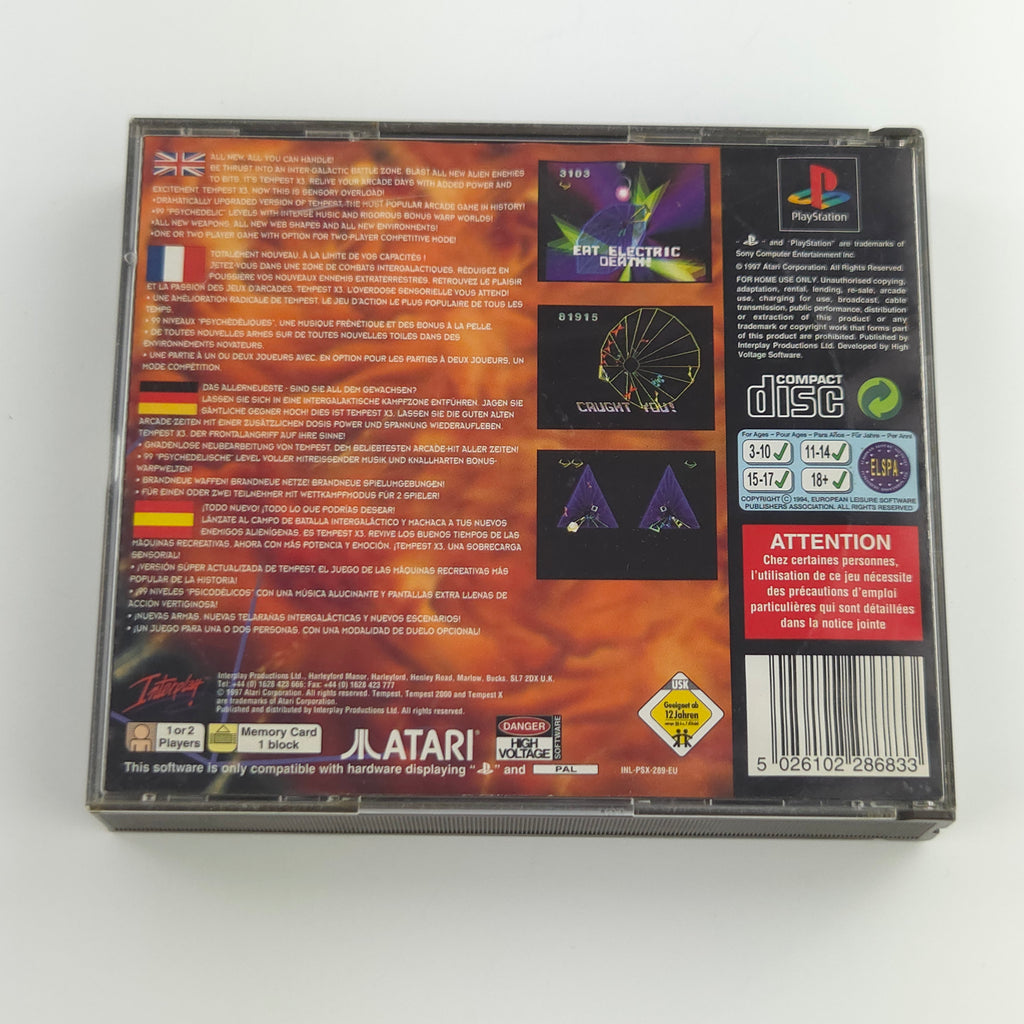 ALL NEW, ALL YOU CAN HANDLE!
BE THRUST INTO AN INTER-GALACTIC BATTLE ZONE. BLAST ALL NEW ALIEN ENEMIES
TO BITS. IT'S TEMPEST X3. RELIVE YOUR ARCADE DAYS WITH ADDED POWER AND
EXCITEMENT. TEMPEST X3. NOW THIS IS SENSORY OVERLOAD!
•DRAMATICALLY UPGRADED VERSION OF TEMPEST, THE MOST POPULAR ARCADE GAME IN HISTORY!
•99 "PSYCHEDELIC" LEVELS WITH INTENSE MUSIC AND RIGOROUS BONUS WARP WORLDS!
•ALL NEW WEAPONS, ALL NEW WEB SHAPES AND ALL NEW ENVIRONMENTS!
•ONE OR TWO PLAYER GAME WITH OPTION FOR TWO-PLAYER COMPETITIVE MODE!
TOTALEMENT NOUVEAU, À LA LIMITE DE VOS CAPACITÉS !
JETEZ-VOUS DANS UNE ZONE DE COMBATS INTERGALACTIQUES, RÉDUISEZ EN
POUSSIÈRE VOS NOUVEAUX ENNEMIS EXTRATERRESTRES. RETROUVEZ LE PLAISIR
ET LA PASSION DES JEUX D'ARCADES. TEMPEST X3. L'OVERDOSE SENSORIELLE VOUS ATTEND!
• UNE AMÉLIORATION RADICALE DE TEMPEST, LE JEU D'ACTION LE PLUS POPULAIRE DE TOUS LES
TEMPS.
• 99 NIVEAUX "PSYCHÉDÉLIQUES", UNE MUSIQUE FRÉNÉTIQUE ET DES BONUS À LA PELLE.
• DE TOUTES NOUVELLES ARMES SUR DE TOUTES NOUVELLES TOILES DANS DES
ENVIRONNEMENTS NOVATEURS.
• UNE PARTIE À UN OU DEUX JOUEURS AVEC, EN OPTION POUR LES PARTIES À DEUX JOUEURS, UN
MODE COMPÉTITION.
DAS ALLERNEUESTE - SIND SIE ALL DEM GEWACHSEN?
LASSEN SIE SICH IN EINE INTERGALAKTISCHE KAMPFZONE ENTFÜHREN. JAGEN SIE
SÄMTLICHE GEGNER HOCH! DIES IST TEMPEST X3. LASSEN SIE DIE GUTEN ALTEN
ARCADE-ZEITEN MIT EINER ZUSÄTZLICHEN DOSIS POWER UND SPANNUNG WIEDERAUFLEBEN.
TEMPEST X3. DER FRONTALANGRIFF AUF IHRE SINNE!
• GNADENLOSE NEUBEARBEITUNG VON TEMPEST, DEM BELIEBTESTEN ARCADE-HIT ALLER ZEITEN!
• 99 "PSYCHEDELISCHE" LEVEL VOLLER MITREISSENDER MUSIK UND KNALLHARTEN BONUS-
WARPWELTEN!
• BRANDNEUE WAFFEN! BRANDNEUE NETZE! BRANDNEUE SPIELUMGEBUNGEN!
• FÜR EINEN ODER ZWEI TEILNEHMER MIT WETTKAMPFMODUS FÜR 2 SPIELER!
¡TODO NUEVO! ¡TODO LO QUE PODRÍAS DESEAR!
LÁNZATE AL CAMPO DE BATALLA INTERGALÁCTICO Y MACHACA A TUS NUEVOS
ENEMIGOS ALIENÍGENAS. ES TEMPEST X3. REVIVE LOS BUENOS TIEMPOS DE LAS
MÁQUINAS RECREATIVAS, AHORA CON MÁS POTENCIA Y EMOCIÓN. ¡TEMPEST X3, UNA SOBRECARGA
SENSORIAL!
• ¡VERSIÓN SÚPER ACTUALIZADA DE TEMPEST, EL JUEGO DE LAS MÁQUINAS RECREATIVAS MÁS
POPULAR DE LA HISTORIA!
• ¡99 NIVELES "PSICODÉLICOS" CON UNA MÚSICA ALUCINANTE Y PANTALLAS EXTRA LLENAS DE
ACCIÓN VERTIGINOSA!
• ¡NUEVAS ARMAS, NUEVAS TELARAÑAS INTERGALÁCTICAS Y NUEVOS ESCENARIOS!
• ¡UN JUEGO PARA UNA O DOS PERSONAS, CON UNA MODALIDAD DE DUELO OPCIONAL!
3103
EAT ELECTRIC
DEATH!
81915
CAUGHT YOU!
PlayStation
" " and "PlayStation" are trademarks of
Sony Computer Entertainment Inc.
© 1997 Atari Corporation. All Rights Reserved.
FOR HOME USE ONLY. Unauthorised copying,
adaptation, rental, lending, re-sale, arcade
use, charging for use, broadcast, cable
transmission, public performance, distribution
or extraction of this product or any
trademark or copyright work that forms part
of this product are prohibited. Published by
Interplay Productions Ltd. Developed by High
Voltage Software.
COMPACT
disc
For Ages - Pour Ages - Para Años - Für Jahre - Per Anni
3-10 11-14
15-17 18+
ELSPA
COPYRIGHT © 1994, EUROPEAN LEISURE SOFTWARE
PUBLISHERS ASSOCIATION. ALL RIGHTS RESERVED
ATTENTION
Chez certaines personnes,
l'utilisation de ce jeu nécessite
des précautions d'emploi
particulières qui sont détaillées
dans la notice jointe
5 026102 286833
Interplay
Interplay Productions Ltd., Harleyford Manor, Harleyford, Henley Road, Marlow, Bucks. SL7 2DX U.K.
Tel: +44 (0) 1628 423 666: Fax: +44 (0) 1628 423 777
© 1997 Atari Corporation. All rights reserved. Tempest, Tempest 2000 and Tempest X
are trademarks of Atari Corporation.
Published and distributed by Interplay Productions Ltd. All rights reserved.
1 or 2
Players
Memory Card
1 block
ATARI
DANGER
HIGH
VOLTAGE
SOFTWARE
USK
Geeignet ab
12 Jahren
This software is only compatible with hardware displaying " " and PAL
INL-PSX-289-EU